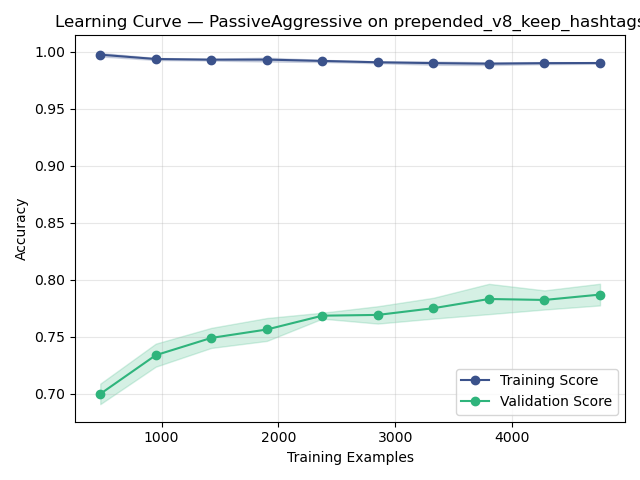 Learning Curve — PassiveAggressive on prepended_v8_keep_hashtags
1.00
0.95
0.90
0.85
0.80
0.75
0.70
Accuracy
Training Score
Validation Score
1000
2000
3000
4000
Training Examples